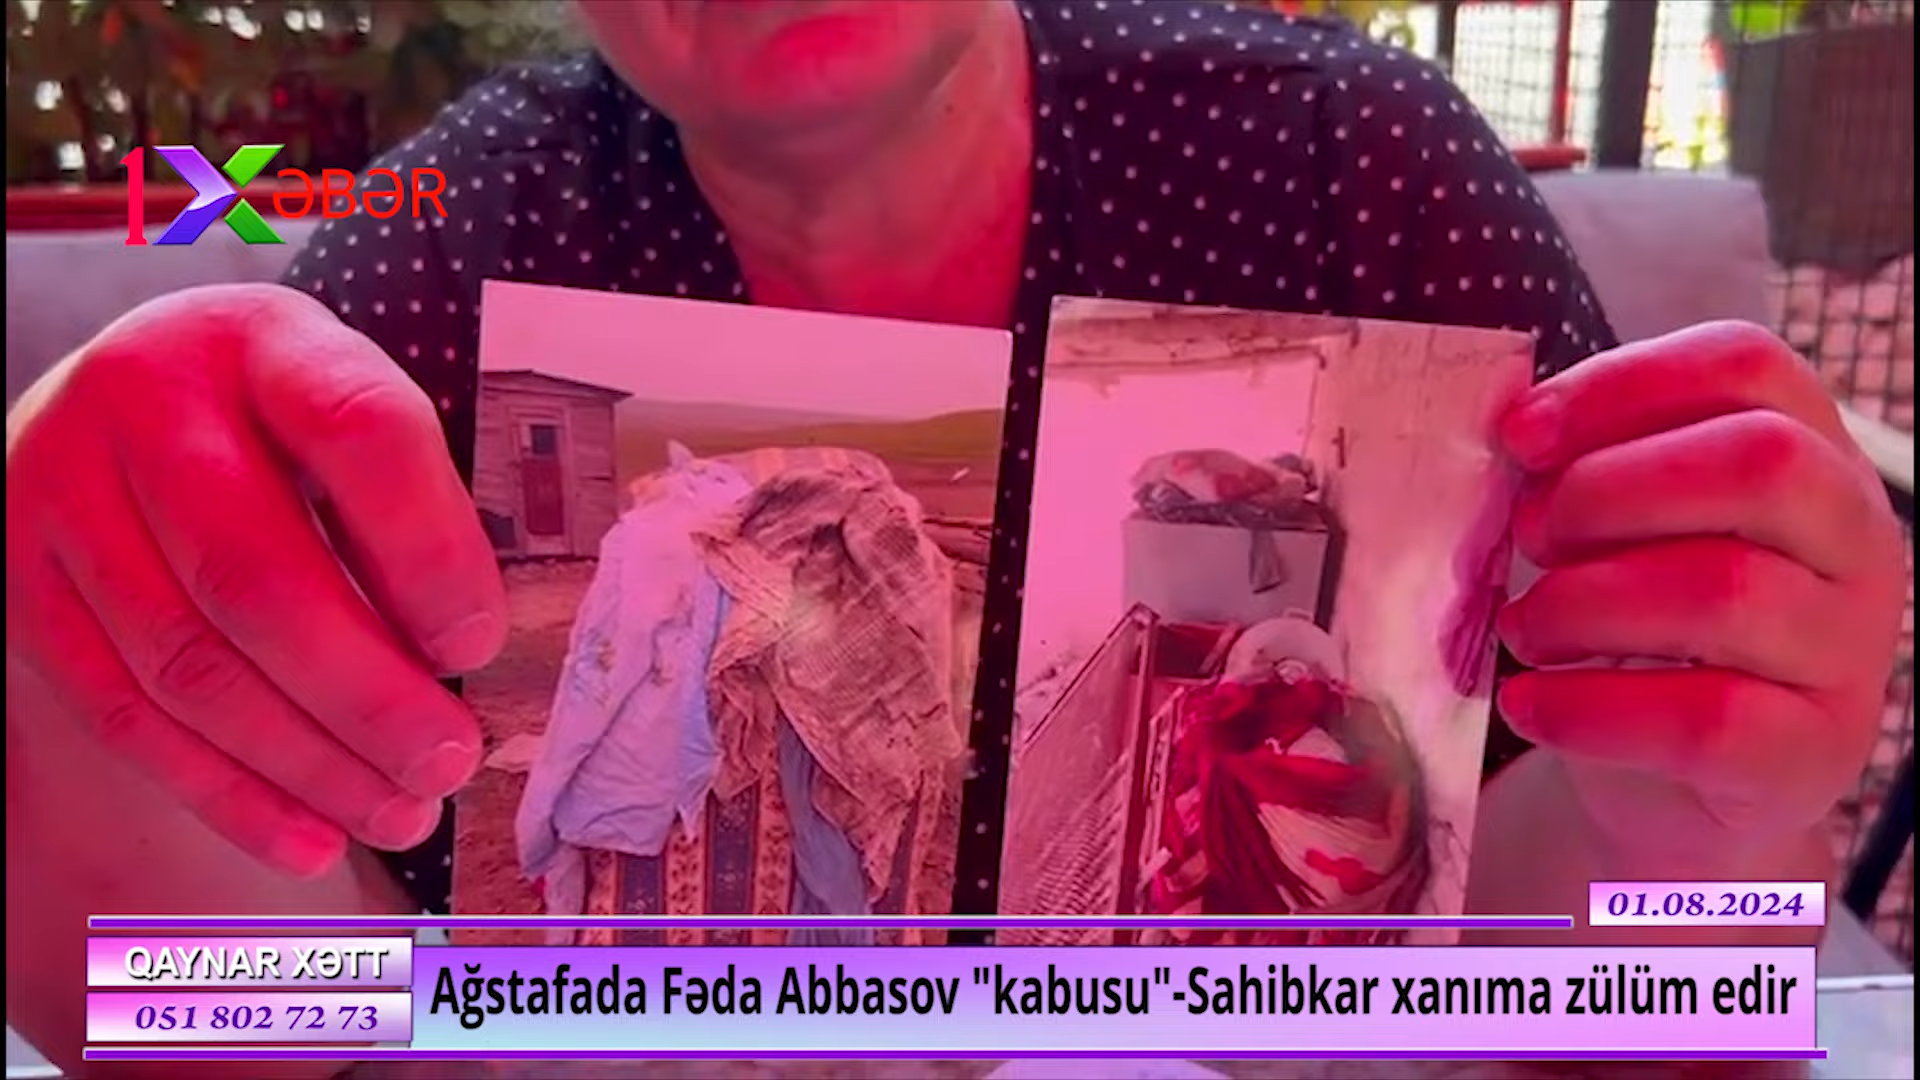 1XƏBƏR
01.08.2024
QAYNAR XƏTT
051 802 72 73
Ağstafada Fəda Abbasov "kabusu"-Sahibkar xanıma zülüm edir